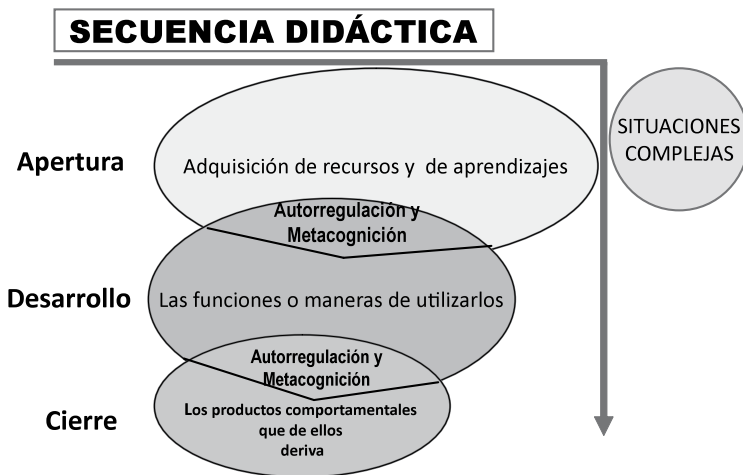 SECUENCIA DIDÁCTICA
SITUACIONES
COMPLEJAS
Apertura
Adquisición de recursos y de aprendizajes
Autorregulación y
Metacognición
Desarrollo
Las funciones o maneras de utilizarlos
Autorregulación y
Metacognición
Cierre
Los productos comportamentales
que de ellos
deriva